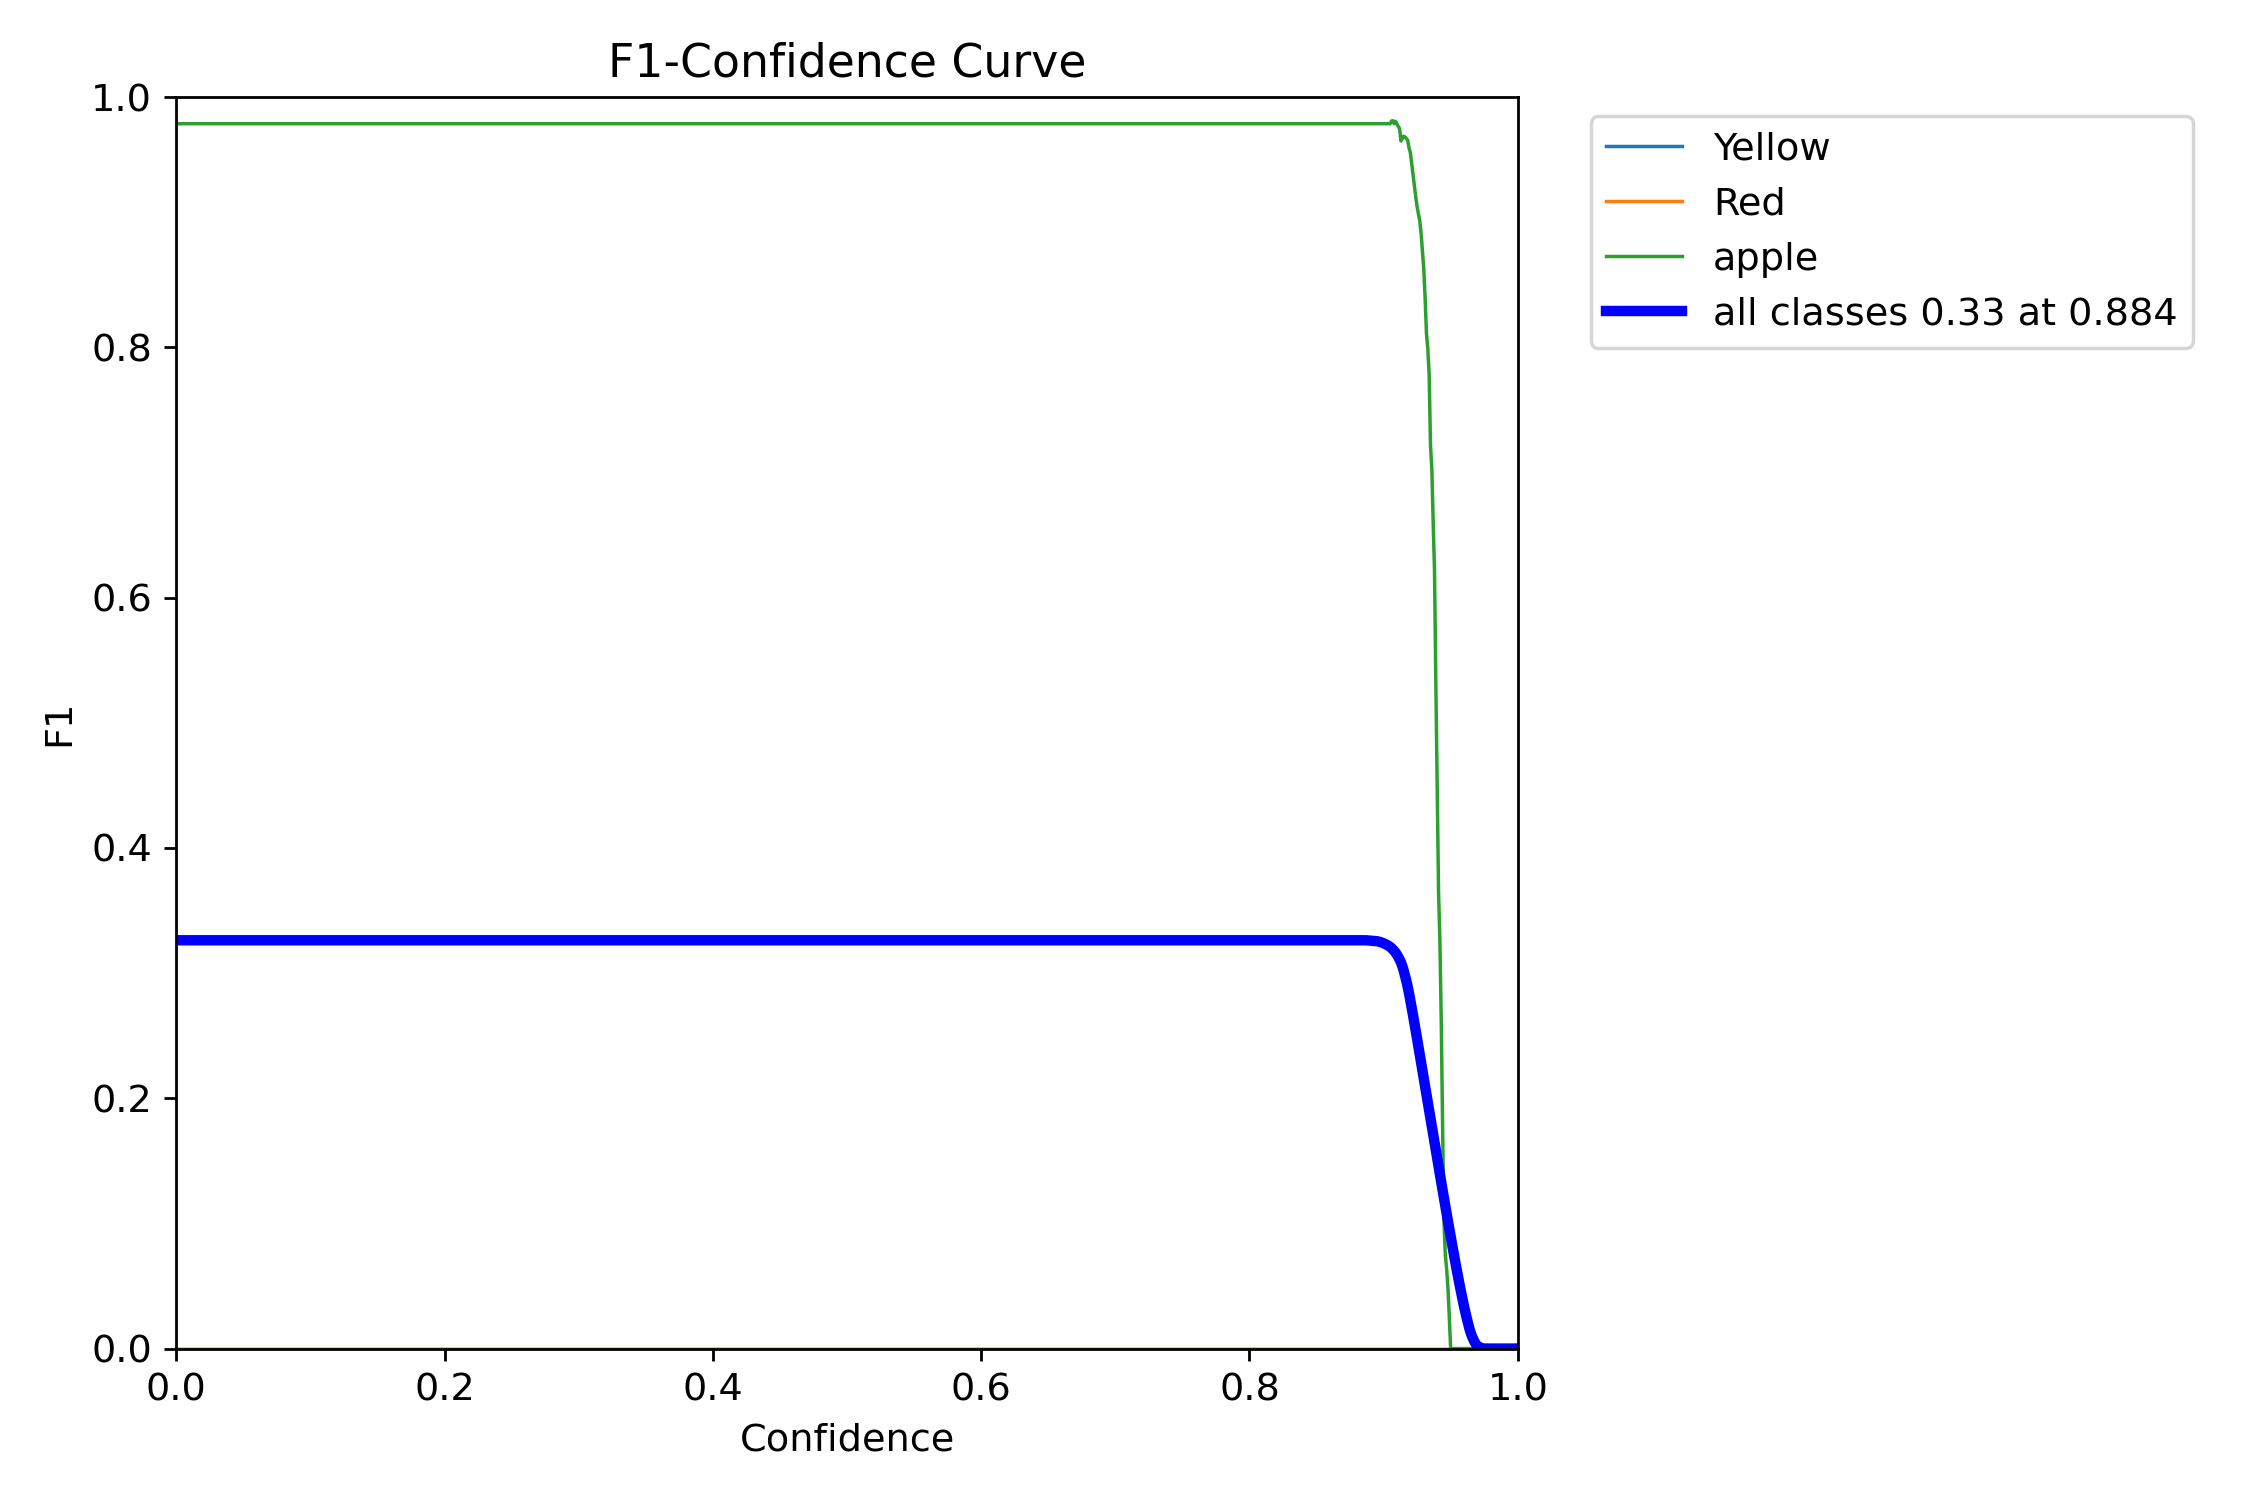 F1-Confidence Curve
1.0
0.8
0.6
0.4
0.2
0.0
F1
0.0 0.2 0.4 0.6 0.8 1.0
Confidence
Yellow
Red
apple
all classes 0.33 at 0.884